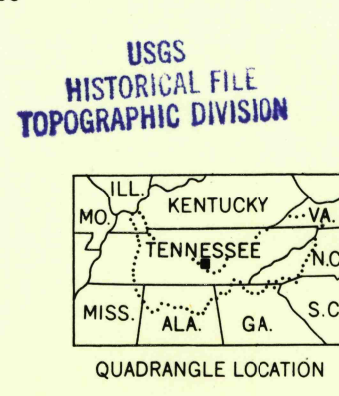 USGS
HISTORICAL FILE
TOPOGRAPHIC DIVISION
ILL.
MO.
KENTUCKY
VA.
TENNESSEE
N.C
MISS.
ALA.
GA.
S.C
QUADRANGLE LOCATION